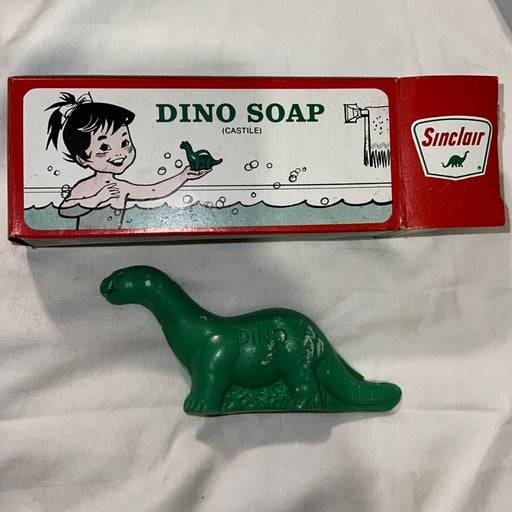 DINO SOAP
(CASTILE)
Sinclair
®
DINO